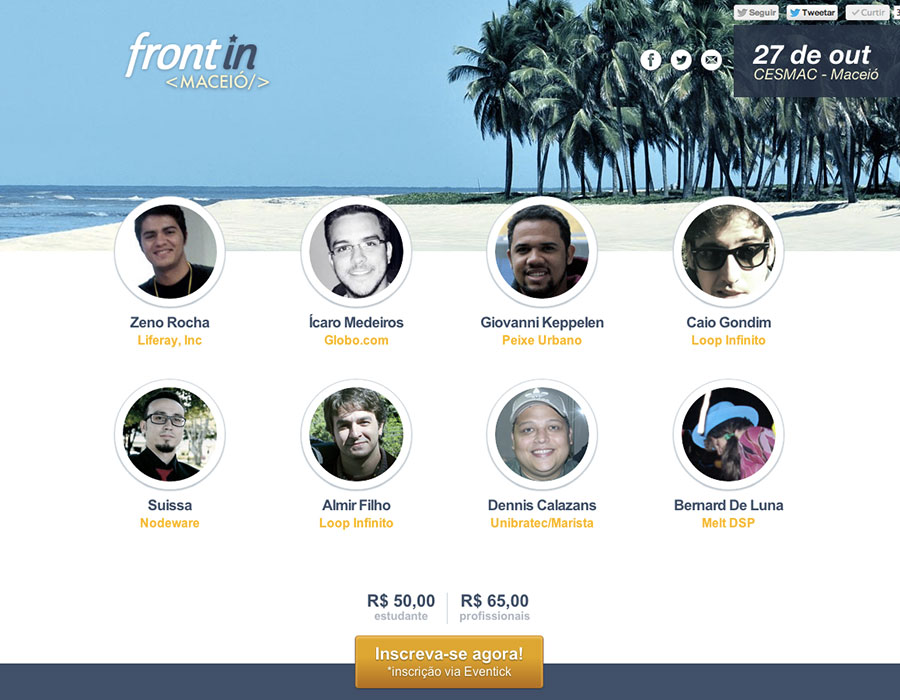 Seguir
Tweetar
Curtir
3
front in
<MACEIÓ/>
27 de out
CESMAC - Maceió
Zeno Rocha
Liferay, Inc
Ícaro Medeiros
Globo.com
Giovanni Keppelen
Peixe Urbano
Caio Gondim
Loop Infinito
Suissa
Nodeware
Almir Filho
Loop Infinito
Dennis Calazans
Unibratec/Marista
Bernard De Luna
Melt DSP
R$ 50,00
estudante
R$ 65,00
profissionais
Inscreva-se agora!
*inscrição via Eventick